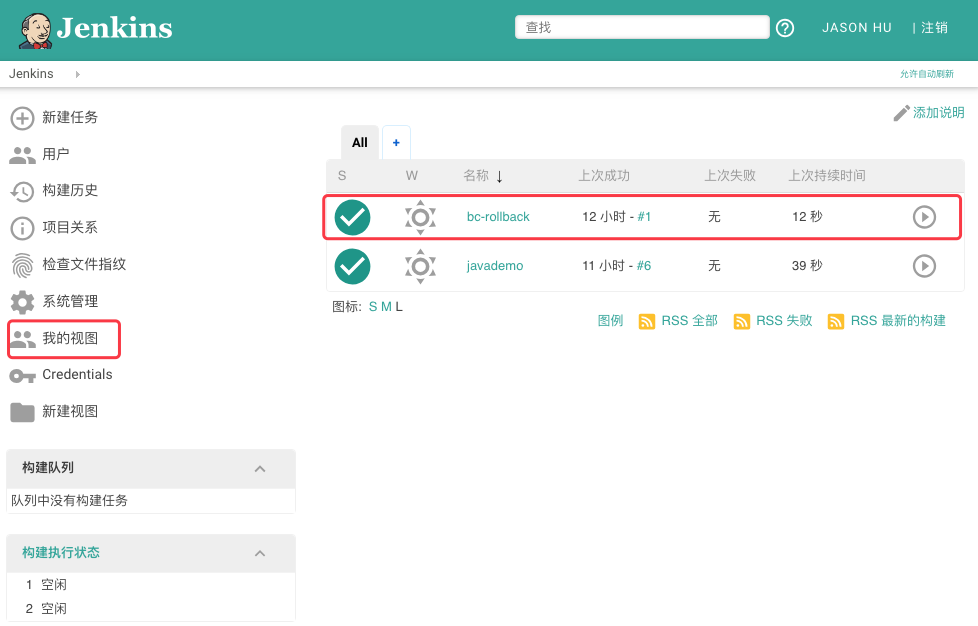 Jenkins
查找
JASON HU
| 注销
Jenkins
允许自动刷新
新建任务
用户
构建历史
项目关系
检查文件指纹
系统管理
我的视图
Credentials
新建视图
构建队列
队列中没有构建任务
构建执行状态
1 空闲
2 空闲
添加说明
All +
S W 名称 ↓ 上次成功 上次失败 上次持续时间
bc-rollback 12 小时 - #1 无 12 秒
javademo 11 小时 - #6 无 39 秒
图标: S M L
图例 RSS 全部 RSS 失败 RSS 最新的构建